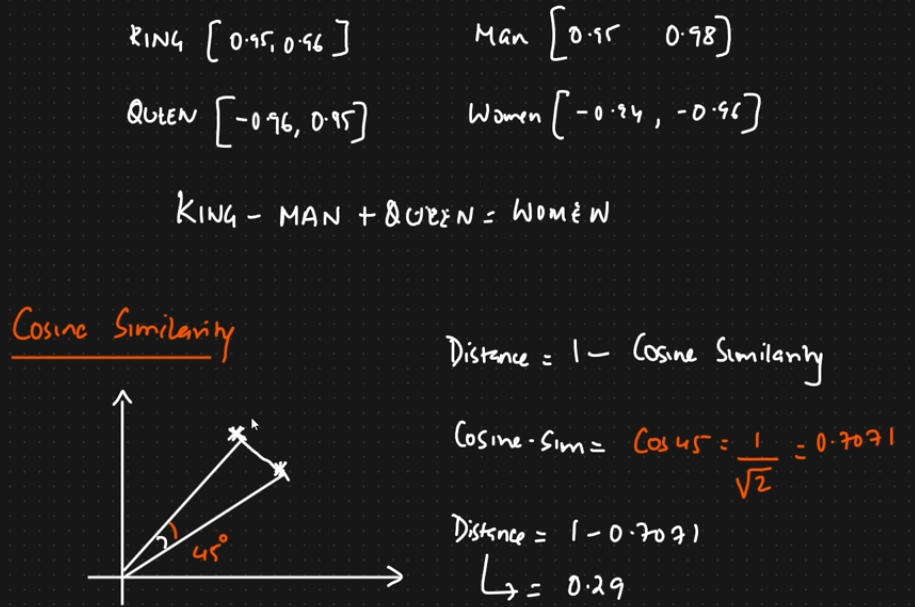 KING [0.95, 0.96]
Man [0.95 0.98]
QUEEN [-0.96, 0.95]
Women [-0.94, -0.96]
KING - MAN + QUEEN = WOMEN
Cosine Similarity
Distance = 1 - Cosine Similarity
Cosine-Sim = Cos 45 = 1/√2 = 0.7071
45°
Distance = 1 - 0.7071
= 0.29